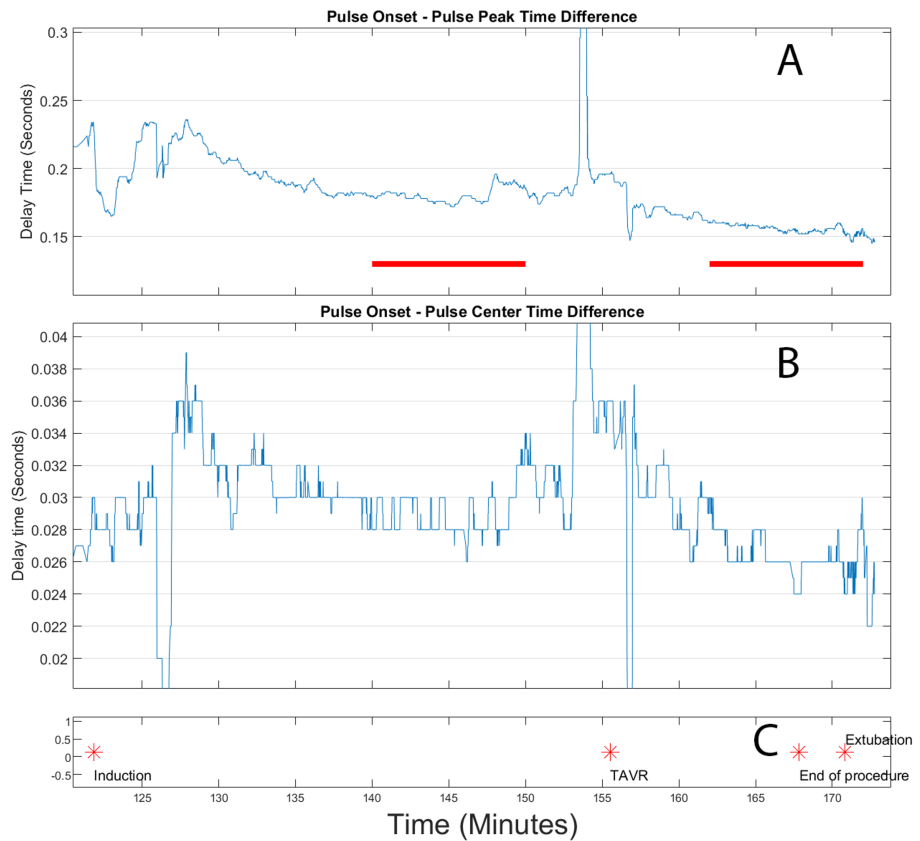 Pulse Onset - Pulse Peak Time Difference
0.3
0.25
0.2
0.15
Delay Time (Seconds)
A
Pulse Onset - Pulse Center Time Difference
0.04
0.038
0.036
0.034
0.032
0.03
0.028
0.026
0.024
0.022
0.02
Delay time (Seconds)
B
1
0.5
0
-0.5
C
Extubation
Induction
TAVR
End of procedure
125 130 135 140 145 150 155 160 165 170
Time (Minutes)